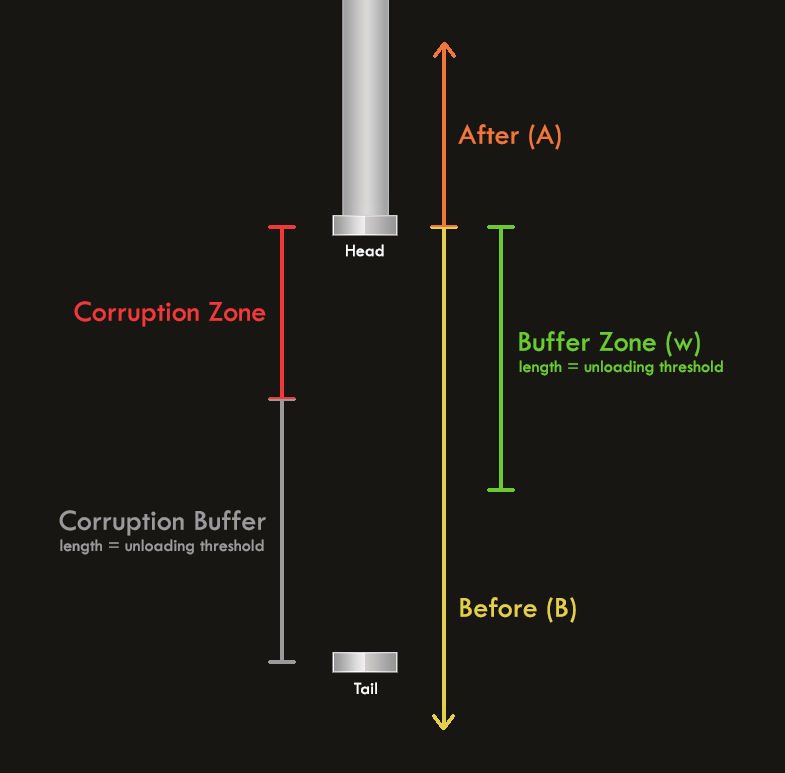 After (A)
Head
Corruption Zone
Buffer Zone (w)
length = unloading threshold
Corruption Buffer
length = unloading threshold
Before (B)
Tail